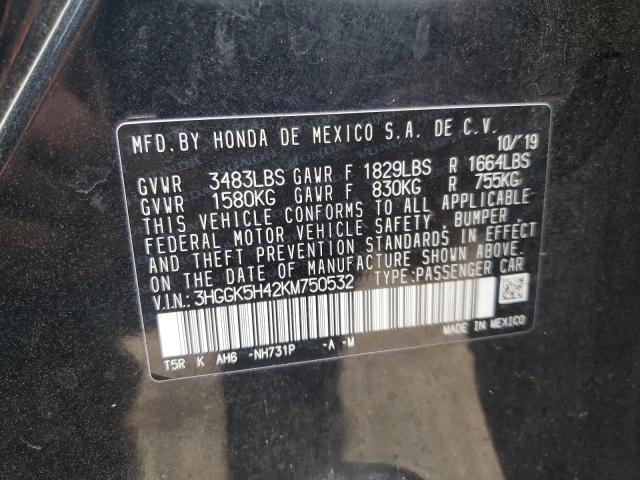 MFD. BY HONDA DE MEXICO S.A. DE C.V.
10/19
GVWR 3483LBS GAWR F 1829LBS R 1664LBS
GVWR 1580KG GAWR F 830KG R 755KG
THIS VEHICLE CONFORMS TO ALL APPLICABLE
FEDERAL MOTOR VEHICLE SAFETY, BUMPER,
AND THEFT PREVENTION STANDARDS IN EFFECT
ON THE DATE OF MANUFACTURE SHOWN ABOVE.
V.I.N.: 3HGGK5H42KM750532 TYPE:PASSENGER CAR
T5R K AH6 -NH731P -A -M MADE IN MEXICO